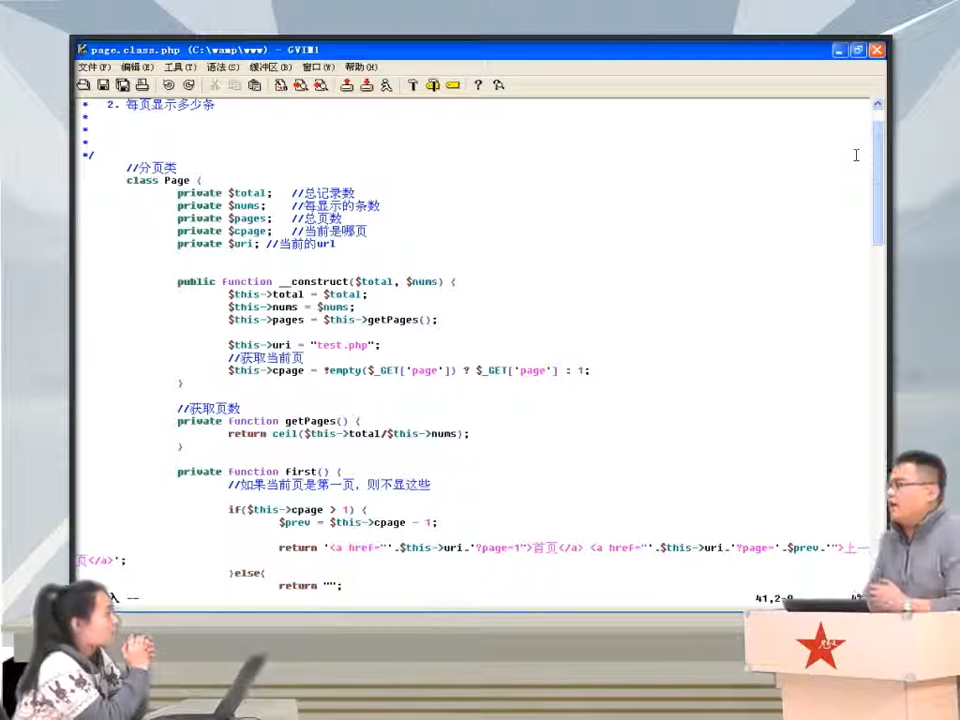 page.class.php (C:\wamp\www) - GVIM1
文件(F) 编辑(E) 工具(T) 语法(S) 缓冲区(B) 窗口(W) 帮助(H)
* 2. 每页显示多少条
*
*
*
*/
//分页类
class Page {
private $total; //总记录数
private $nums; //每显示的条数
private $pages; //总页数
private $cpage; //当前是哪页
private $uri; //当前的url
public function __construct($total, $nums) {
$this->total = $total;
$this->nums = $nums;
$this->pages = $this->getPages();
$this->uri = "test.php";
//获取当前页
$this->cpage = !empty($_GET['page']) ? $_GET['page'] : 1;
}
//获取页数
private function getPages() {
return ceil($this->total/$this->nums);
}
private function first() {
//如果当前页是第一页, 则不显这些
if($this->cpage > 1) {
$prev = $this->cpage - 1;
return '<a href="'.$this->uri.'?page=1">首页</a> <a href="'.$this->uri.'?page='.$prev.'">上一
页</a>';
}else{
return "";
入 --